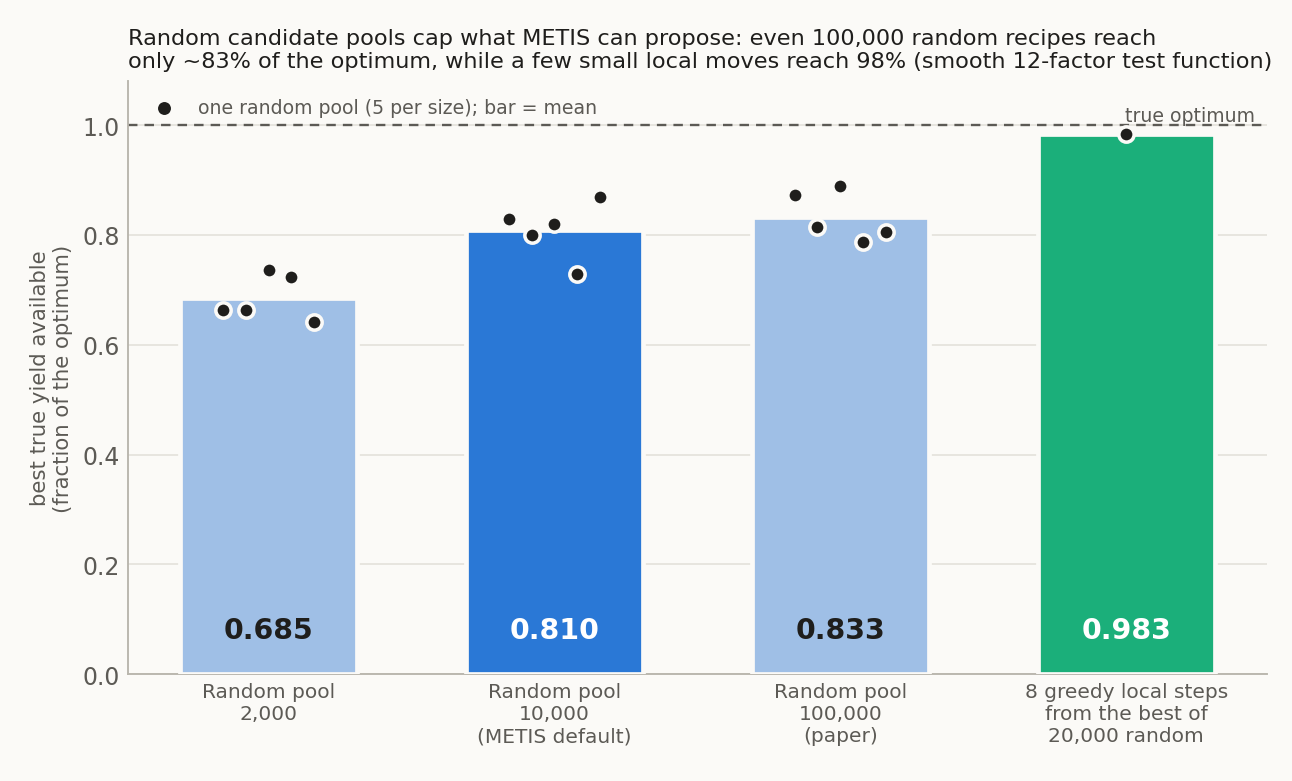 Random candidate pools cap what METIS can propose: even 100,000 random recipes reach
only ~83% of the optimum, while a few small local moves reach 98% (smooth 12-factor test function)
one random pool (5 per size); bar = mean
true optimum
best true yield available
(fraction of the optimum)
1.0
0.8
0.6
0.4
0.2
0.0
0.685
0.810
0.833
0.983
Random pool
2,000
Random pool
10,000
(METIS default)
Random pool
100,000
(paper)
8 greedy local steps
from the best of
20,000 random